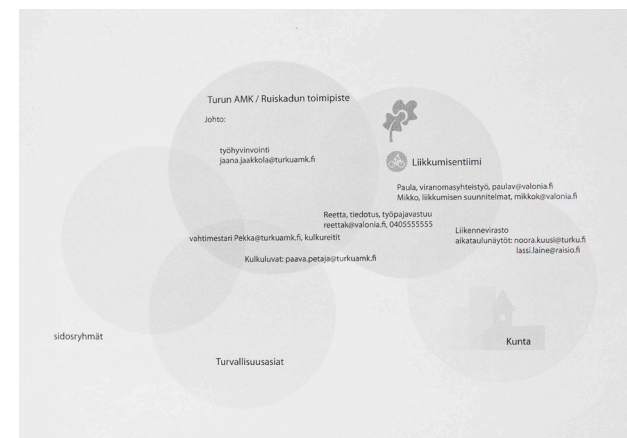 Turun AMK / Ruiskadun toimipiste
Johto:
työhyvinvointi
jaana.jaakkola@turkuamk.fi
Liikkumisentiimi
Paula, viranomasyhteistyö, paulav@valonia.fi
Mikko, liikkumisen suunnitelmat, mikkok@valonia.fi
Reetta, tiedotus, työpajavastuu
reettak@valonia.fi, 0405555555
Liikennevirasto
vahtimestari Pekka@turkuamk.fi, kulkureitit
aikataulunäytöt: noora.kuusi@turku.fi
lassi.laine@raisio.fi
Kulkuluvat: paava.petaja@turkuamk.fi
sidosryhmät
Kunta
Turvallisuusasiat